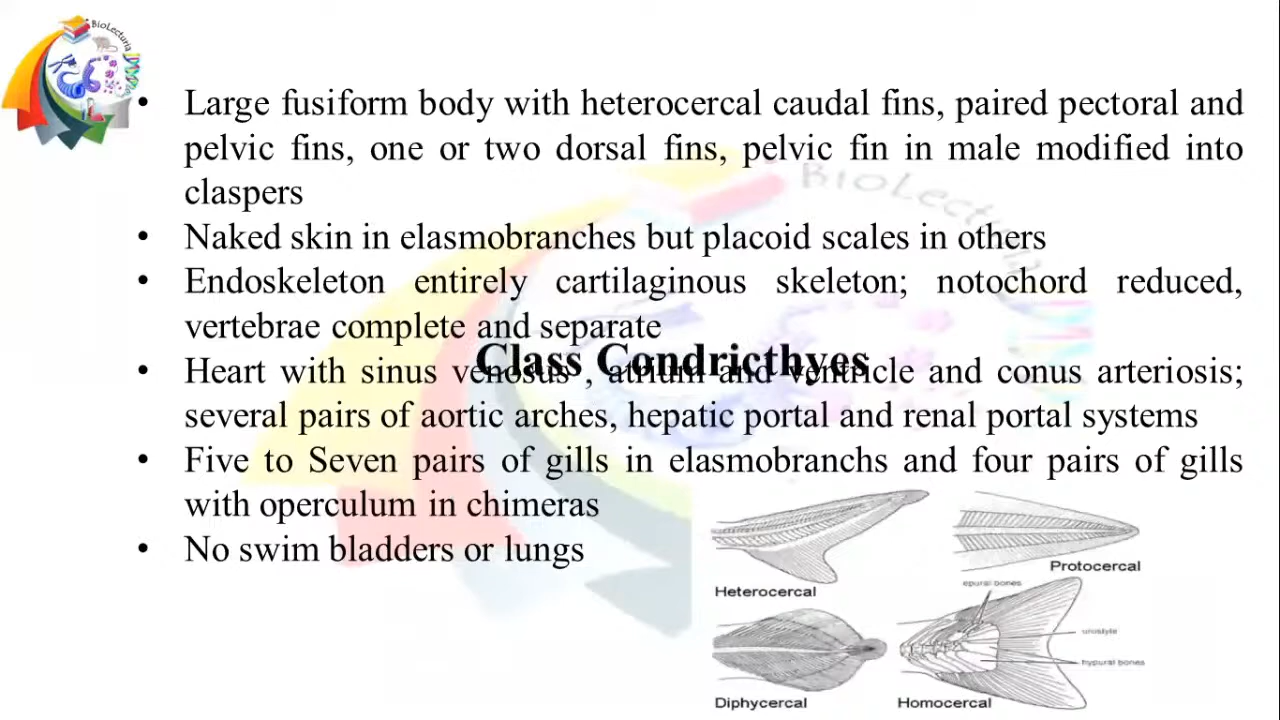 BioLecturia
• Large fusiform body with heterocercal caudal fins, paired pectoral and
pelvic fins, one or two dorsal fins, pelvic fin in male modified into
claspers
• Naked skin in elasmobranches but placoid scales in others
• Endoskeleton entirely cartilaginous skeleton; notochord reduced,
vertebrae complete and separate
Class Condricthyes
• Heart with sinus venosus , atrium and ventricle and conus arteriosis;
several pairs of aortic arches, hepatic portal and renal portal systems
• Five to Seven pairs of gills in elasmobranchs and four pairs of gills
with operculum in chimeras
• No swim bladders or lungs
BioLecturia
Heterocercal
Protocercal
epural bones
urostyle
hypural bones
Diphycercal
Homocercal